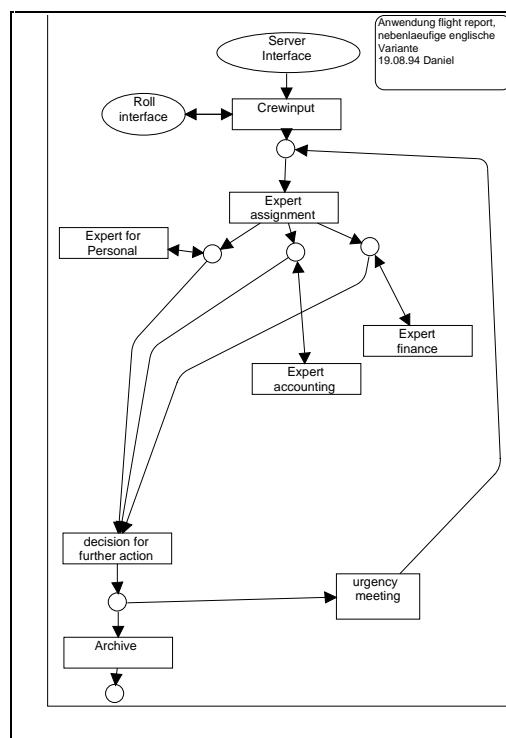 Anwendung flight report,
nebenlaeufige englische
Variante
19.08.94 Daniel
Server
Interface
Roll
interface
Crewinput
Expert
assignment
Expert for
Personal
Expert
finance
Expert
accounting
decision for
further action
urgency
meeting
Archive